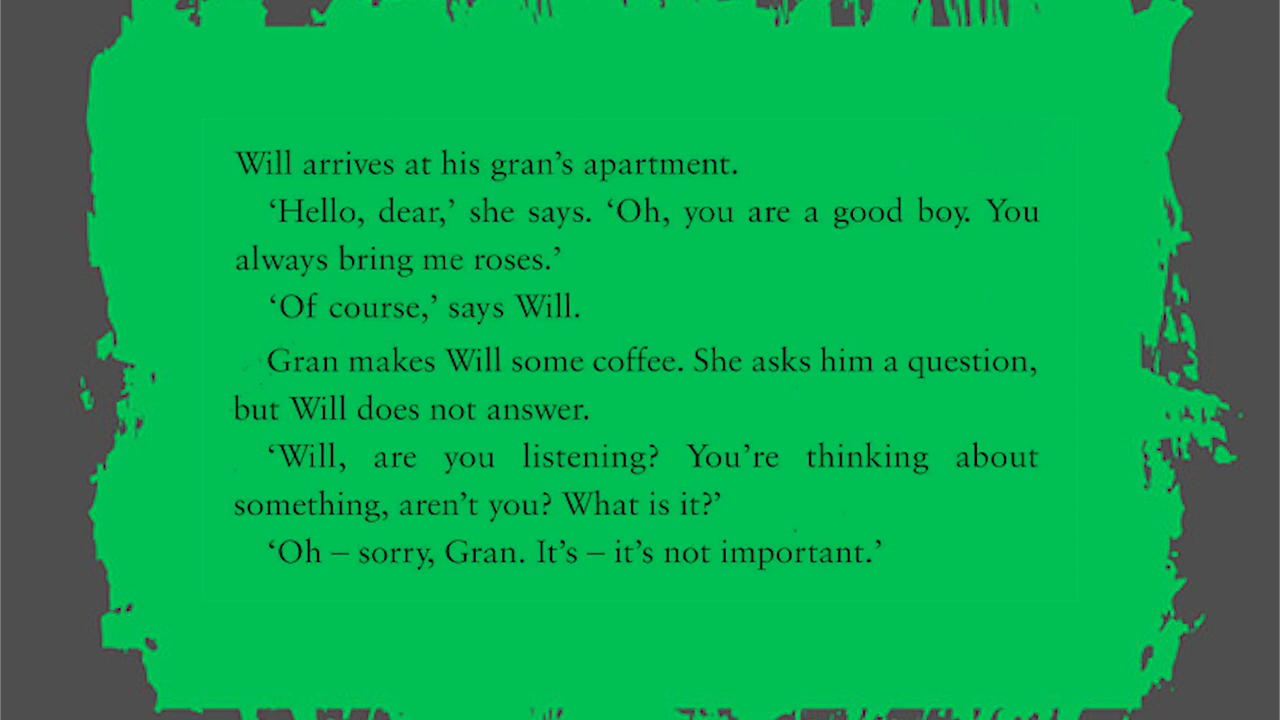 Will arrives at his gran’s apartment.
‘Hello, dear,’ she says. ‘Oh, you are a good boy. You
always bring me roses.’
‘Of course,’ says Will.
Gran makes Will some coffee. She asks him a question,
but Will does not answer.
‘Will, are you listening? You’re thinking about
something, aren’t you? What is it?’
‘Oh – sorry, Gran. It’s – it’s not important.’